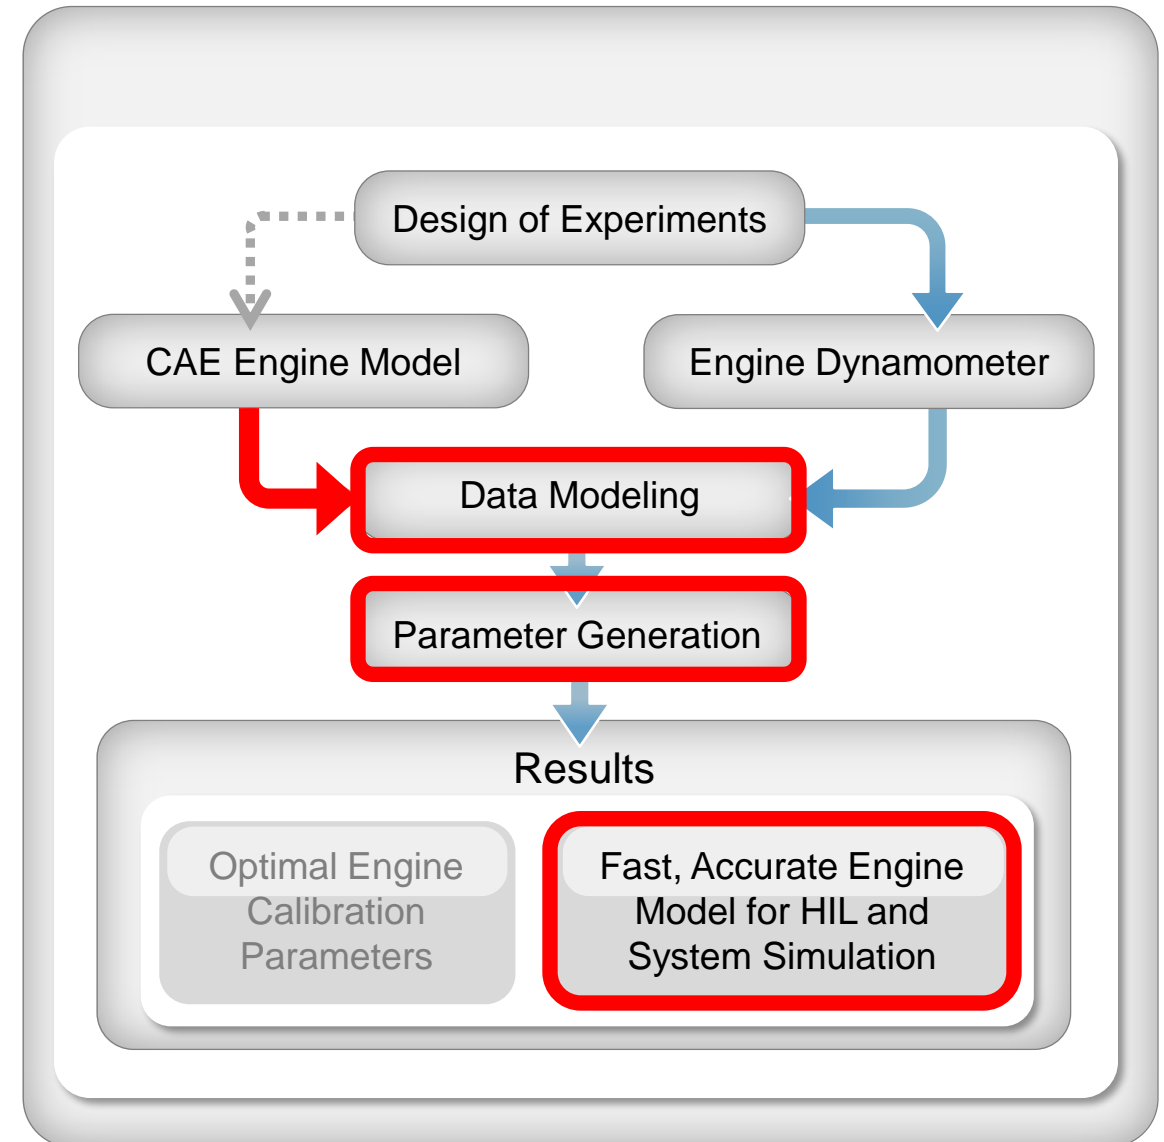 Design of Experiments
CAE Engine Model
Engine Dynamometer
Data Modeling
Parameter Generation
Results
Optimal Engine
Calibration
Parameters
Fast, Accurate Engine
Model for HIL and
System Simulation